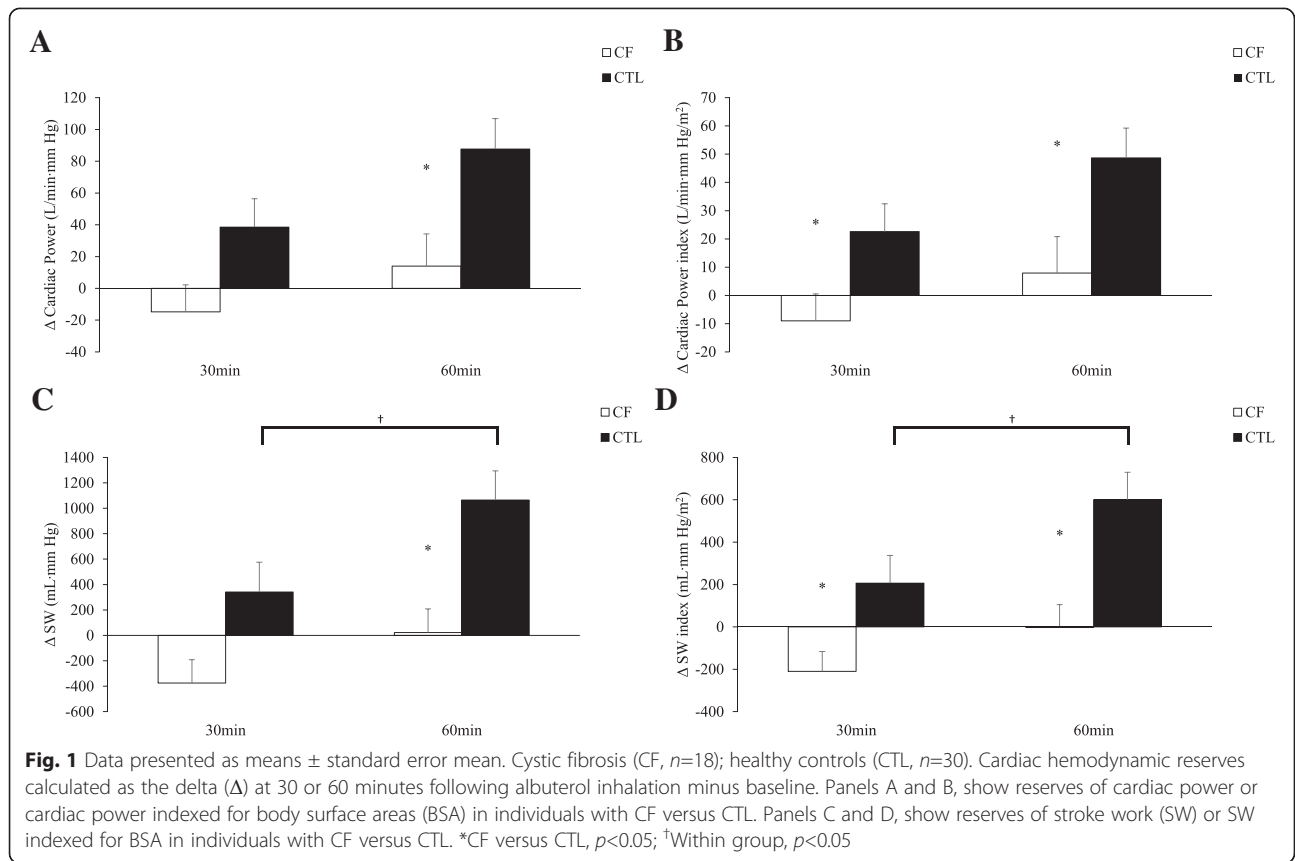 A
CF
CTL
Δ Cardiac Power (L/min·mm Hg)
120
100
80
60
40
20
0
-20
-40
*
30min
60min
B
CF
CTL
Δ Cardiac Power index (L/min·mm Hg/m²)
70
60
50
40
30
20
10
0
-10
-20
*
*
30min
60min
C
CF
CTL
†
Δ SW (mL·mm Hg)
1400
1200
1000
800
600
400
200
0
-200
-400
-600
*
30min
60min
D
CF
CTL
†
Δ SW index (mL·mm Hg/m²)
800
600
400
200
0
-200
-400
*
*
30min
60min
Fig. 1 Data presented as means ± standard error mean. Cystic fibrosis (CF, n=18); healthy controls (CTL, n=30). Cardiac hemodynamic reserves
calculated as the delta (Δ) at 30 or 60 minutes following albuterol inhalation minus baseline. Panels A and B, show reserves of cardiac power or
cardiac power indexed for body surface areas (BSA) in individuals with CF versus CTL. Panels C and D, show reserves of stroke work (SW) or SW
indexed for BSA in individuals with CF versus CTL. *CF versus CTL, p<0.05; †Within group, p<0.05